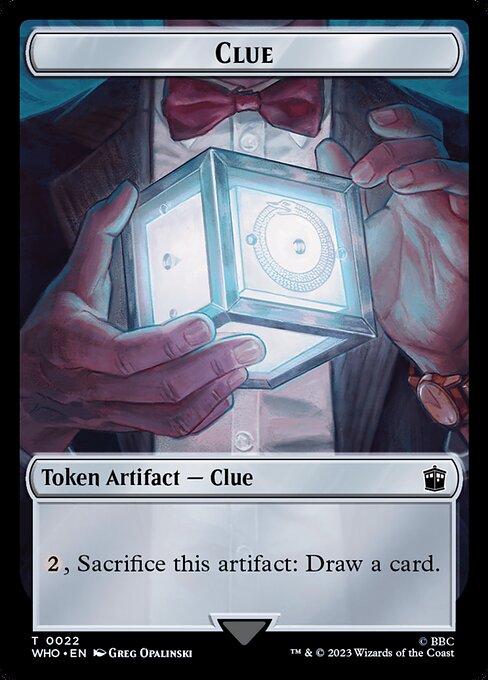 Clue
Token Artifact — Clue
2, Sacrifice this artifact: Draw a card.
T 0022
WHO • EN Greg Opalinski
© BBC
™ & © 2023 Wizards of the Coast